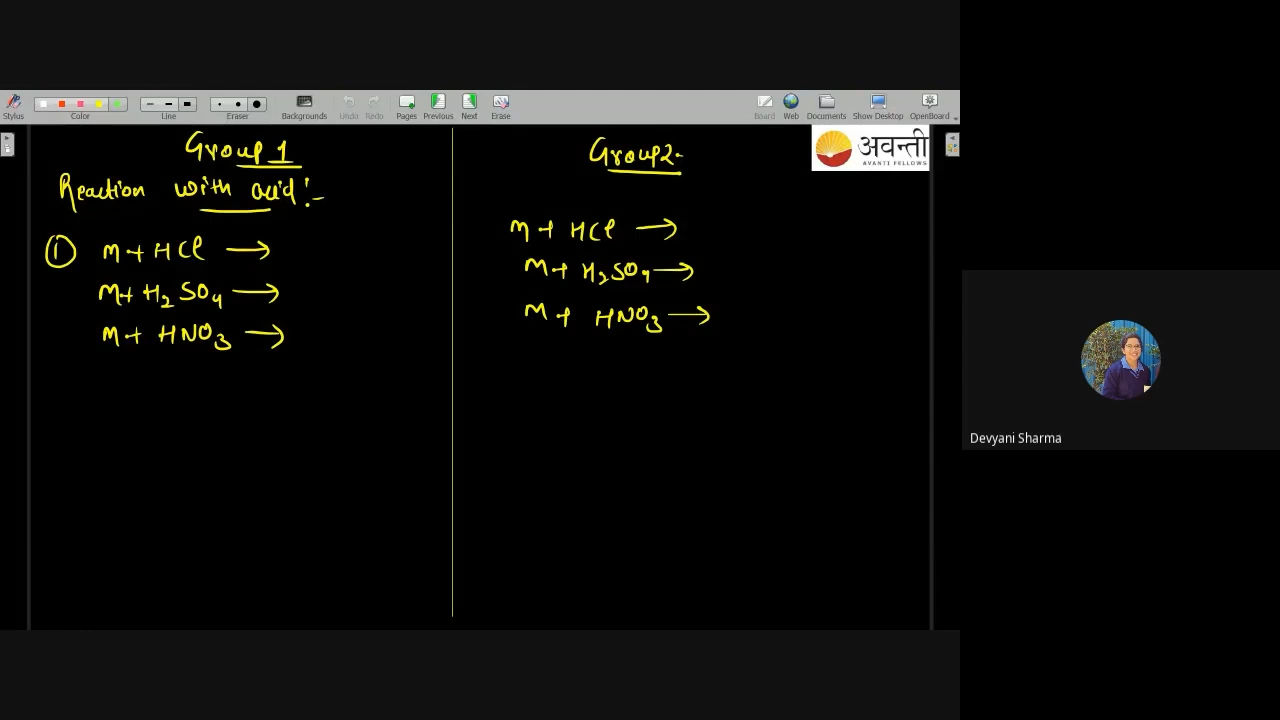 Stylus
Color
Line
Eraser
Backgrounds
Undo
Redo
Pages
Previous
Next
Erase
Board
Web
Documents
Show Desktop
OpenBoard
Group 1
Reaction with acid :-
① M + HCl →
M + H₂SO₄ →
M + HNO₃ →
Group 2-
M + HCl →
M + H₂SO₄ →
M + HNO₃ →
अवन्ती
AVANTI FELLOWS
Devyani Sharma